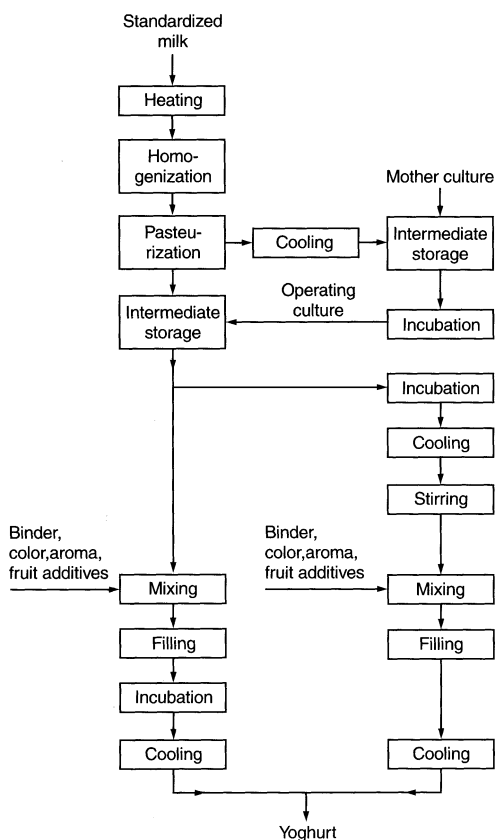 Standardized
milk
Heating
Homo-
genization
Mother culture
Pasteu-
rization
Cooling
Intermediate
storage
Operating
culture
Intermediate
storage
Incubation
Incubation
Cooling
Stirring
Binder,
color,aroma,
fruit additives
Mixing
Binder,
color,aroma,
fruit additives
Mixing
Filling
Filling
Incubation
Cooling
Cooling
Yoghurt